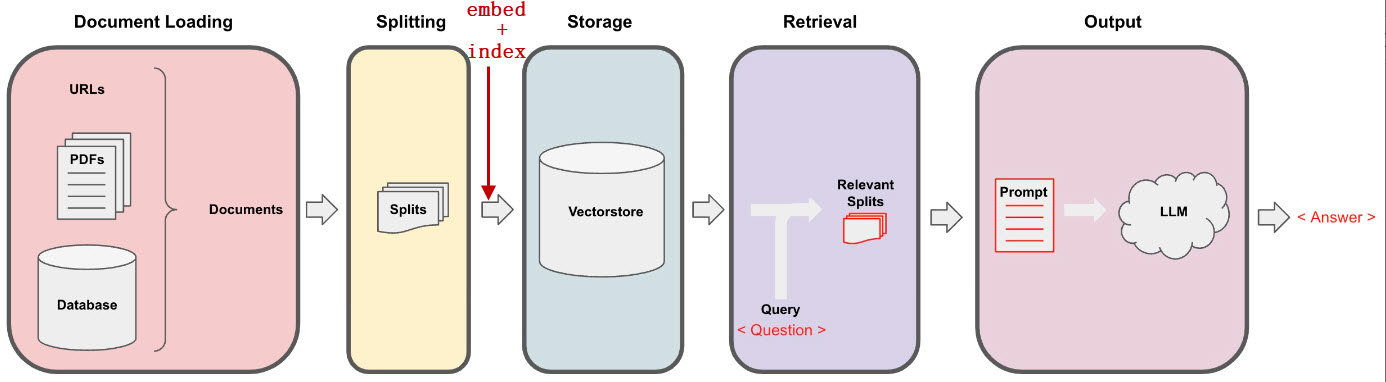 Document Loading
Splitting
embed
+
index
Storage
Retrieval
Output
URLs
PDFs
Documents
Database
Splits
Vectorstore
Relevant
Splits
Query
< Question >
Prompt
LLM
< Answer >